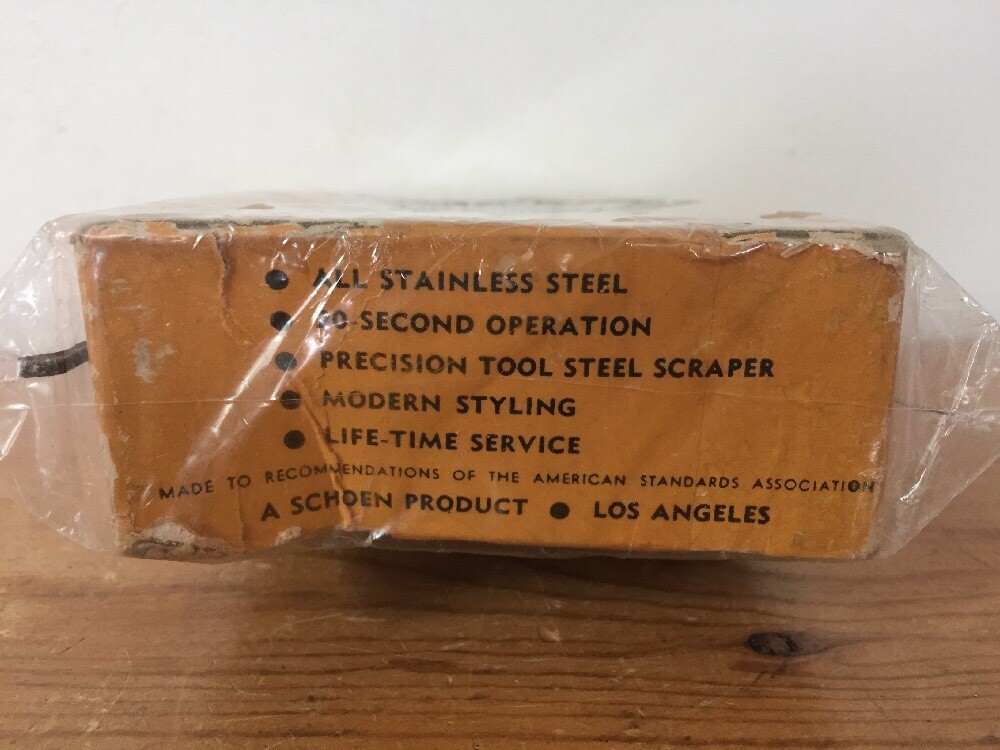 ● ALL STAINLESS STEEL
● 30-SECOND OPERATION
● PRECISION TOOL STEEL SCRAPER
● MODERN STYLING
● LIFE-TIME SERVICE
MADE TO RECOMMENDATIONS OF THE AMERICAN STANDARDS ASSOCIATION
A SCHOEN PRODUCT ● LOS ANGELES